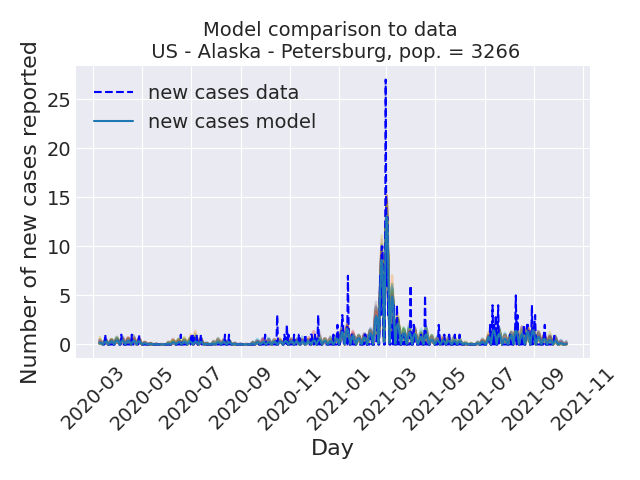 Model comparison to data
US - Alaska - Petersburg, pop. = 3266
Number of new cases reported
new cases data
new cases model
25
20
15
10
5
0
2020-03
2020-05
2020-07
2020-09
2020-11
2021-01
2021-03
2021-05
2021-07
2021-09
2021-11
Day